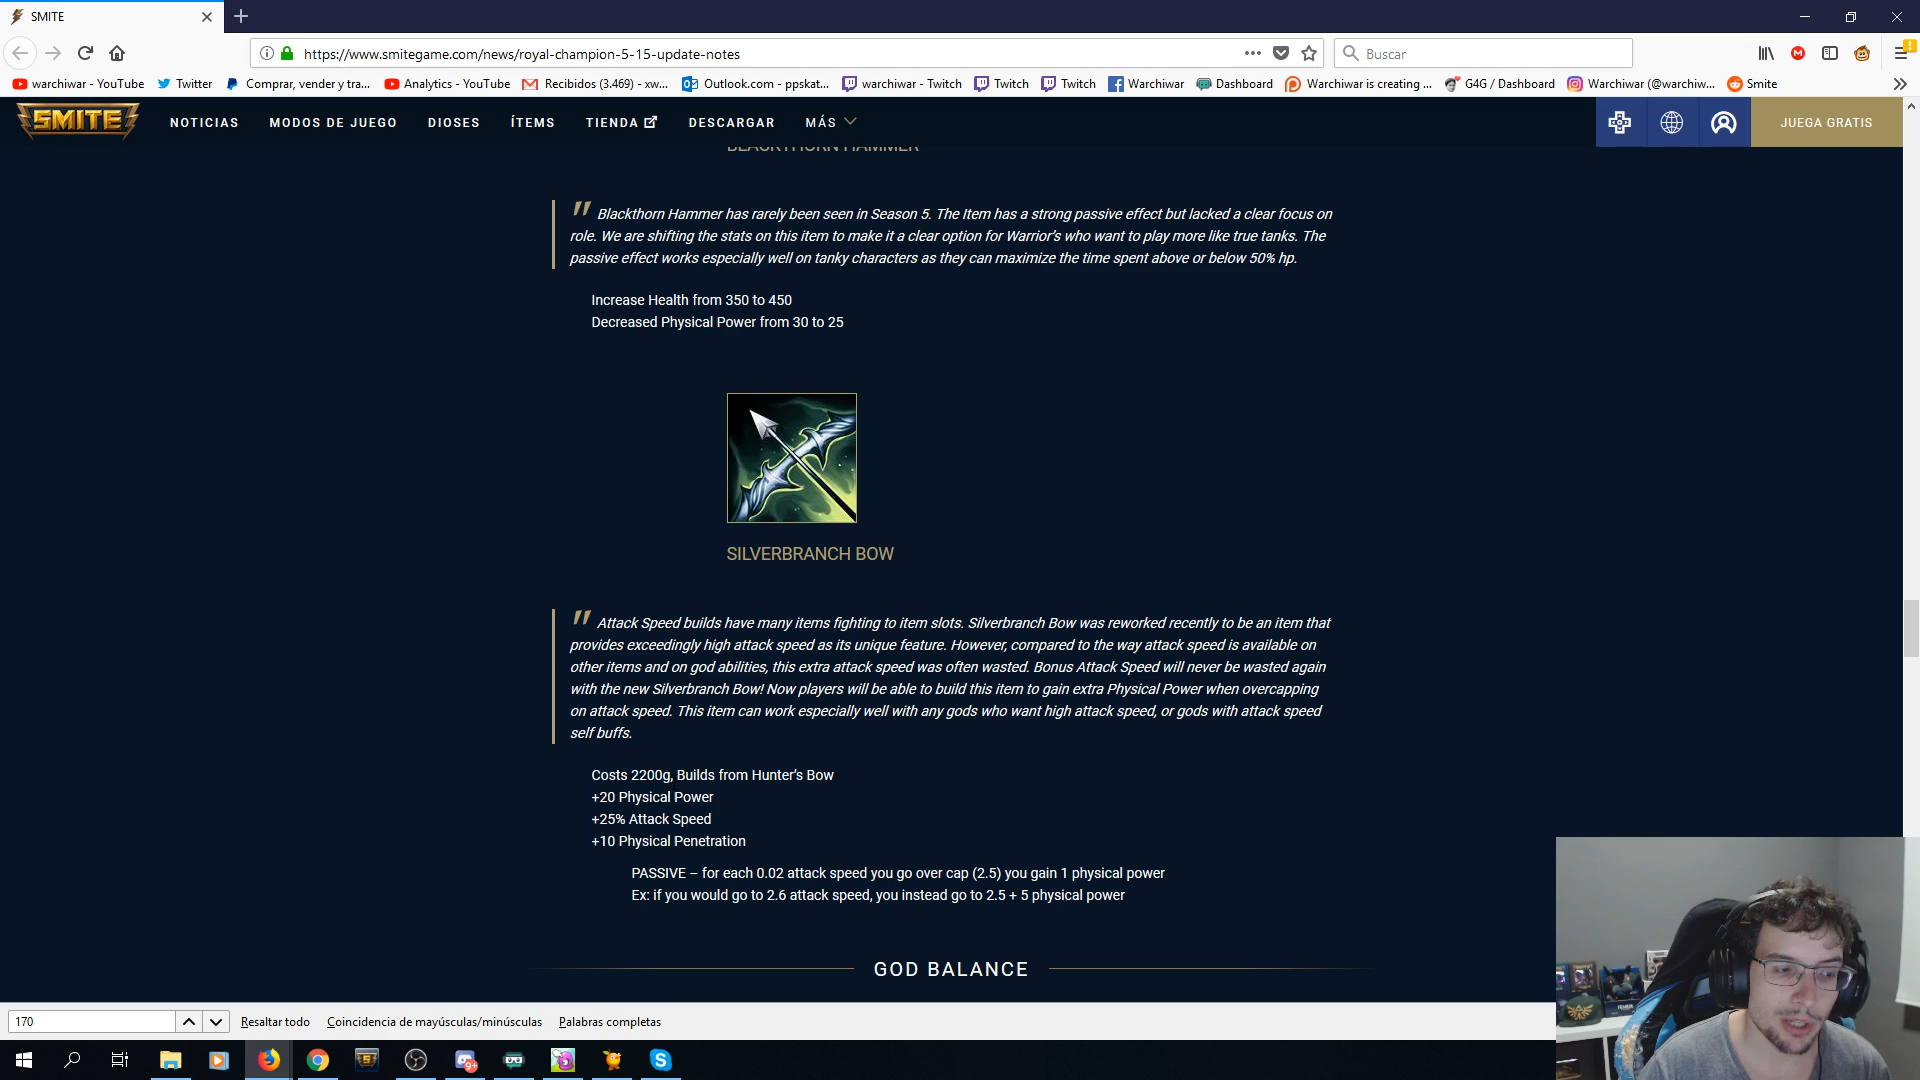 SMITE
https://www.smitegame.com/news/royal-champion-5-15-update-notes
Buscar
warchiwar - YouTube
Twitter
Comprar, vender y tra...
Analytics - YouTube
Recibidos (3.469) - xw...
Outlook.com - ppskat...
warchiwar - Twitch
Twitch
Twitch
Warchiwar
Dashboard
Warchiwar is creating ...
G4G / Dashboard
Warchiwar (@warchiw...
Smite
SMITE
NOTICIAS
MODOS DE JUEGO
DIOSES
ÍTEMS
TIENDA
DESCARGAR
MÁS
JUEGA GRATIS
BLACKTHORN HAMMER
" Blackthorn Hammer has rarely been seen in Season 5. The Item has a strong passive effect but lacked a clear focus on
role. We are shifting the stats on this item to make it a clear option for Warrior's who want to play more like true tanks. The
passive effect works especially well on tanky characters as they can maximize the time spent above or below 50% hp.
Increase Health from 350 to 450
Decreased Physical Power from 30 to 25
SILVERBRANCH BOW
" Attack Speed builds have many items fighting to item slots. Silverbranch Bow was reworked recently to be an item that
provides exceedingly high attack speed as its unique feature. However, compared to the way attack speed is available on
other items and on god abilities, this extra attack speed was often wasted. Bonus Attack Speed will never be wasted again
with the new Silverbranch Bow! Now players will be able to build this item to gain extra Physical Power when overcapping
on attack speed. This item can work especially well with any gods who want high attack speed, or gods with attack speed
self buffs.
Costs 2200g, Builds from Hunter's Bow
+20 Physical Power
+25% Attack Speed
+10 Physical Penetration
PASSIVE – for each 0.02 attack speed you go over cap (2.5) you gain 1 physical power
Ex: if you would go to 2.6 attack speed, you instead go to 2.5 + 5 physical power
GOD BALANCE
170
Resaltar todo
Coincidencia de mayúsculas/minúsculas
Palabras completas
9+